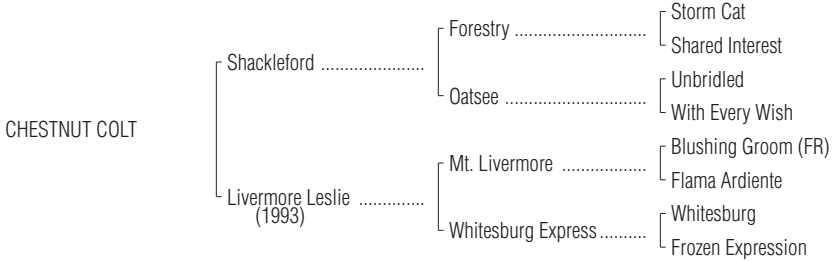 CHESTNUT COLT
Shackleford ......................
Livermore Leslie ..............
(1993)
Forestry ............................
Oatsee ..............................
Mt. Livermore ..................
Whitesburg Express..........
Storm Cat
Shared Interest
Unbridled
With Every Wish
Blushing Groom (FR)
Flama Ardiente
Whitesburg
Frozen Expression